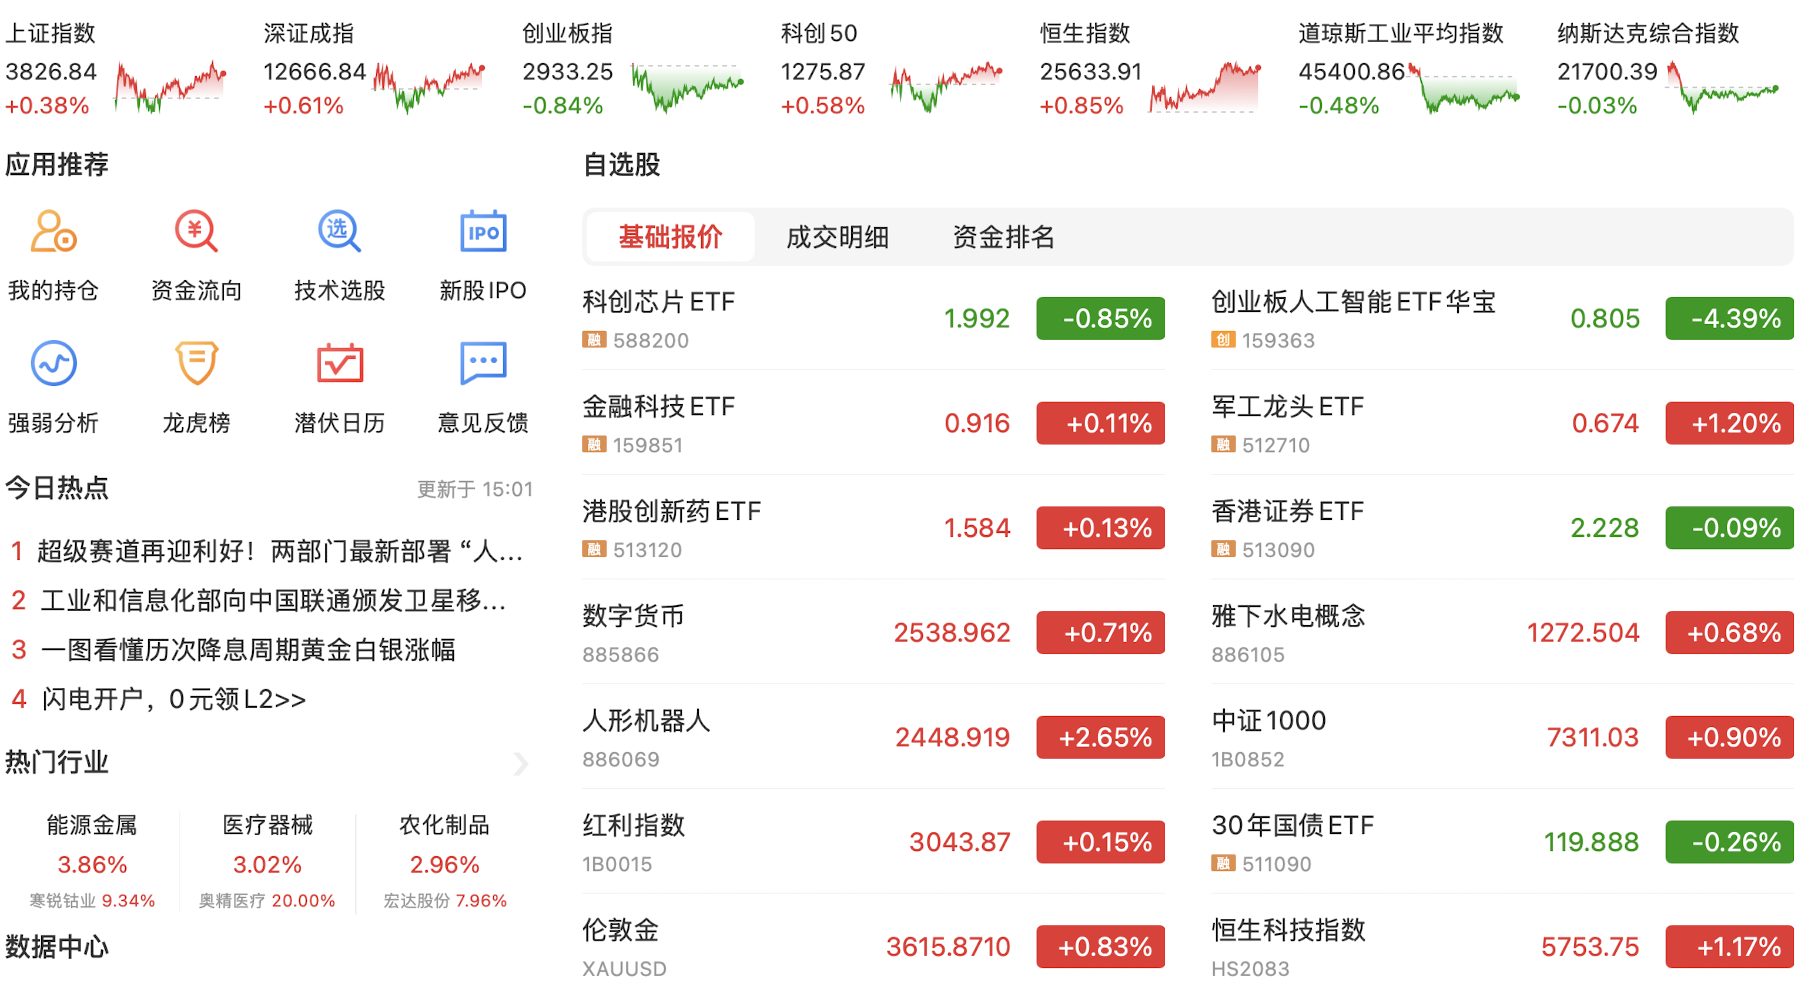 上证指数
3826.84
+0.38%
深证成指
12666.84
+0.61%
创业板指
2933.25
-0.84%
科创50
1275.87
+0.58%
恒生指数
25633.91
+0.85%
道琼斯工业平均指数
45400.86
-0.48%
纳斯达克综合指数
21700.39
-0.03%
应用推荐
¥
选
IPO
我的持仓
资金流向
技术选股
新股IPO
强弱分析
龙虎榜
潜伏日历
意见反馈
今日热点
更新于 15:01
1 超级赛道再迎利好！两部门最新部署“人...
2 工业和信息化部向中国联通颁发卫星移...
3 一图看懂历次降息周期黄金白银涨幅
4 闪电开户，0元领L2>>
热门行业
能源金属
3.86%
寒锐钴业 9.34%
医疗器械
3.02%
奥精医疗 20.00%
农化制品
2.96%
宏达股份 7.96%
数据中心
自选股
基础报价
成交明细
资金排名
科创芯片ETF
融 588200
1.992
-0.85%
创业板人工智能ETF华宝
创 159363
0.805
-4.39%
金融科技ETF
融 159851
0.916
+0.11%
军工龙头ETF
融 512710
0.674
+1.20%
港股创新药ETF
融 513120
1.584
+0.13%
香港证券ETF
融 513090
2.228
-0.09%
数字货币
885866
2538.962
+0.71%
雅下水电概念
886105
1272.504
+0.68%
人形机器人
886069
2448.919
+2.65%
中证1000
1B0852
7311.03
+0.90%
红利指数
1B0015
3043.87
+0.15%
30年国债ETF
融 511090
119.888
-0.26%
伦敦金
XAUUSD
3615.8710
+0.83%
恒生科技指数
HS2083
5753.75
+1.17%